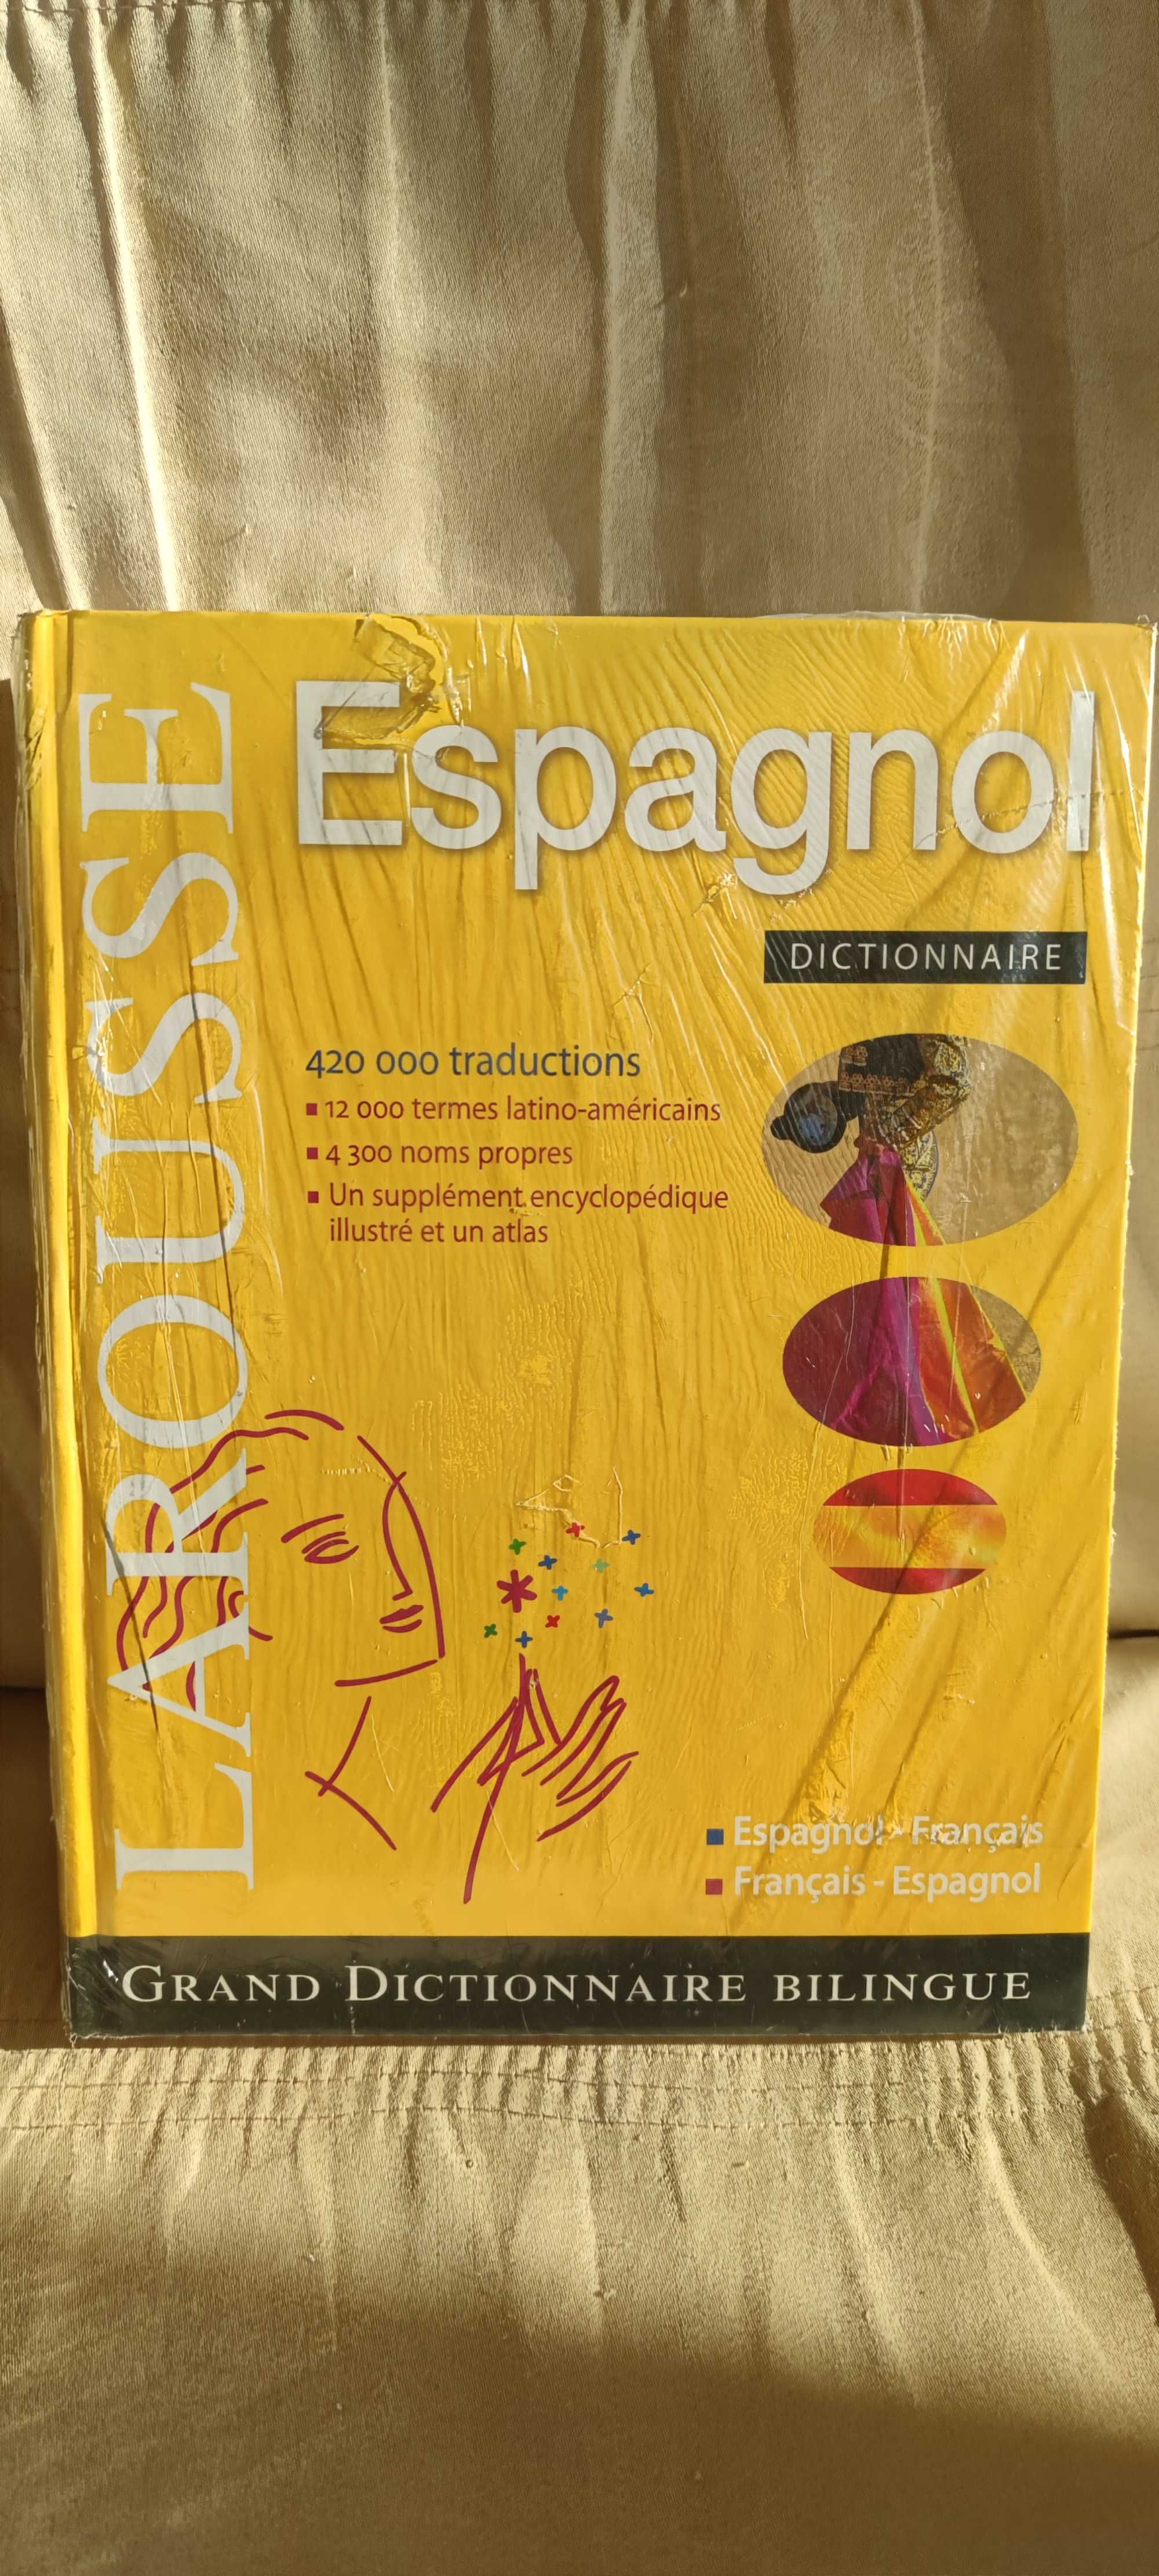 LAROUSSE
Espagnol
DICTIONNAIRE
420 000 traductions
▪ 12 000 termes latino-américains
▪ 4 300 noms propres
▪ Un supplément encyclopédique
illustré et un atlas
▪ Espagnol - Français
▪ Français - Espagnol
GRAND DICTIONNAIRE BILINGUE